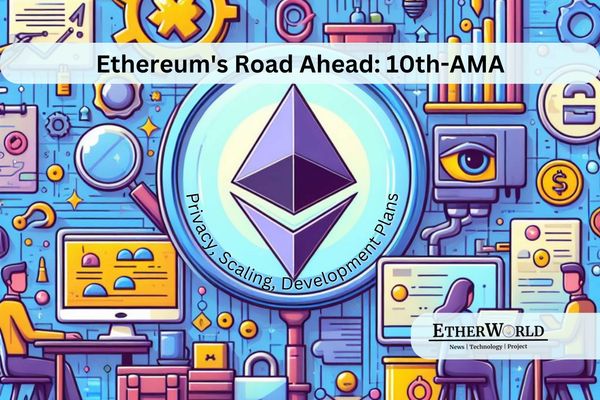 Ethereum's Road Ahead: 10th-AMA
Privacy, Scaling, Development Plans
ETHERWORLD
News | Technology | Project